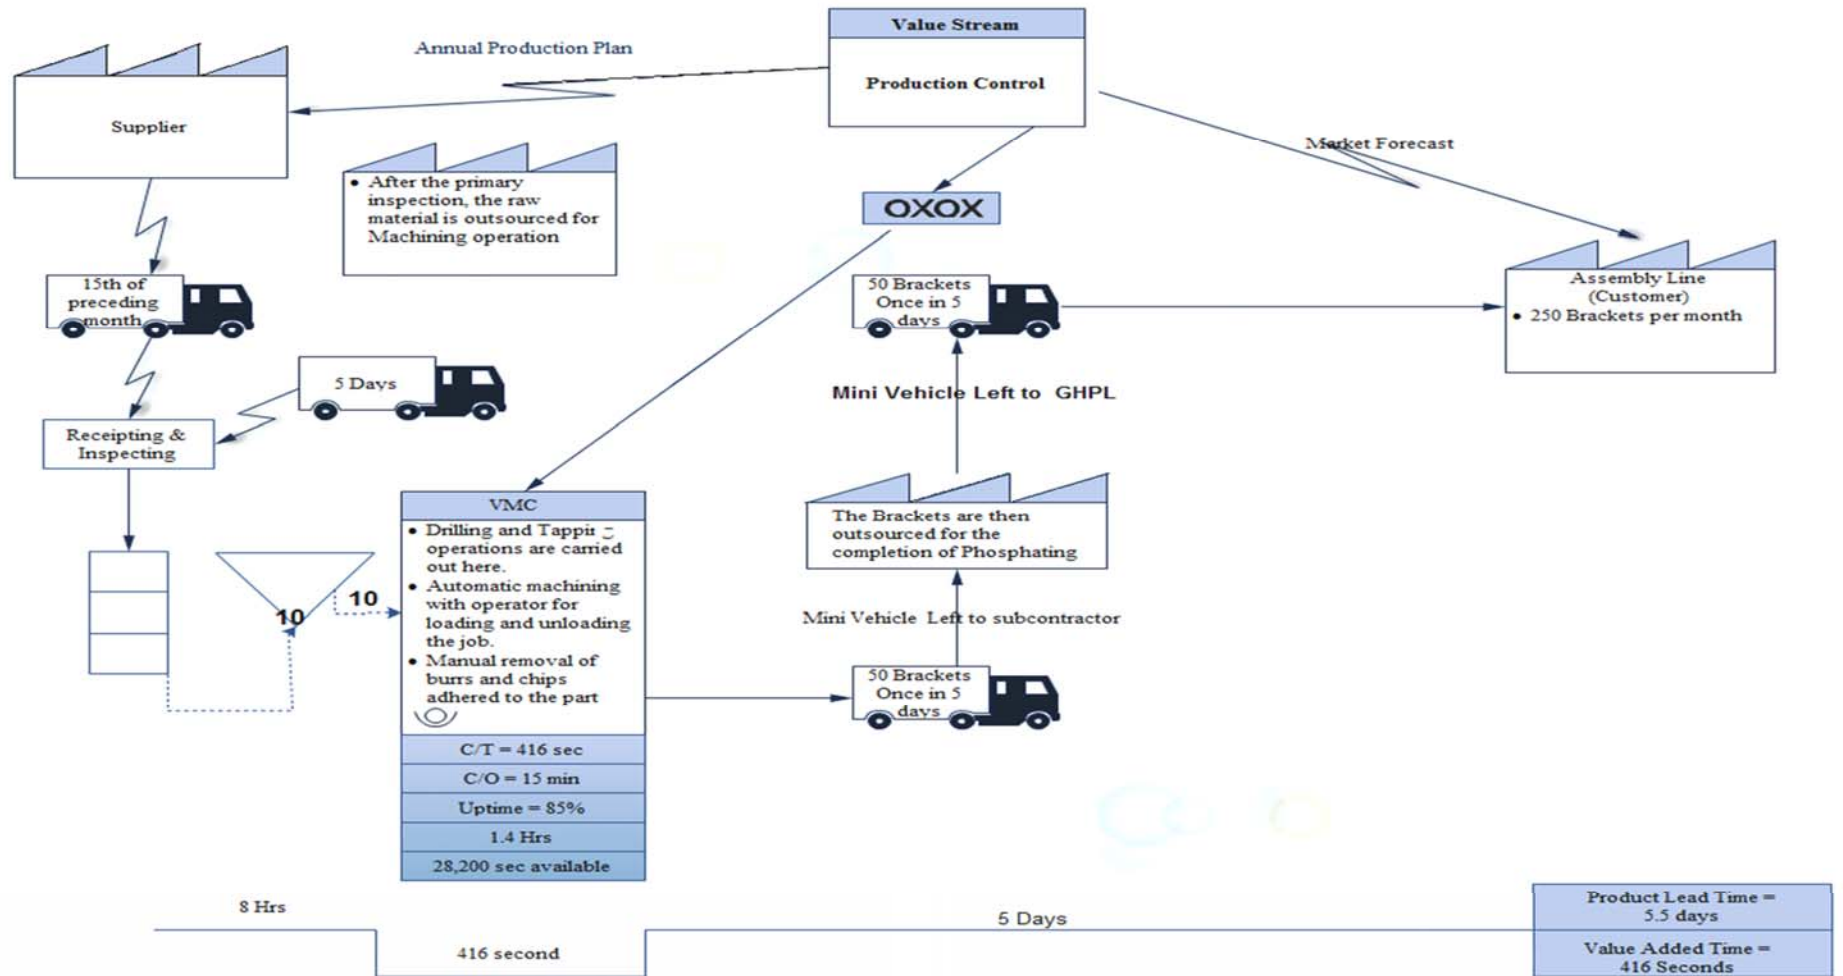 Value Stream
Production Control
Annual Production Plan
Supplier
Market Forecast
• After the primary
inspection, the raw
material is outsourced for
Machining operation
OXOX
15th of
preceding
month
50 Brackets
Once in 5
days
Assembly Line
(Customer)
• 250 Brackets per month
5 Days
Mini Vehicle Left to GHPL
Receipting &
Inspecting
VMC
• Drilling and Tapping
operations are carried
out here.
• Automatic machining
with operator for
loading and unloading
the job.
• Manual removal of
burrs and chips
adhered to the part
C/T = 416 sec
C/O = 15 min
Uptime = 85%
1.4 Hrs
28,200 sec available
10
10
The Brackets are then
outsourced for the
completion of Phosphating
Mini Vehicle Left to subcontractor
50 Brackets
Once in 5
days
8 Hrs
416 second
5 Days
Product Lead Time =
5.5 days
Value Added Time =
416 Seconds